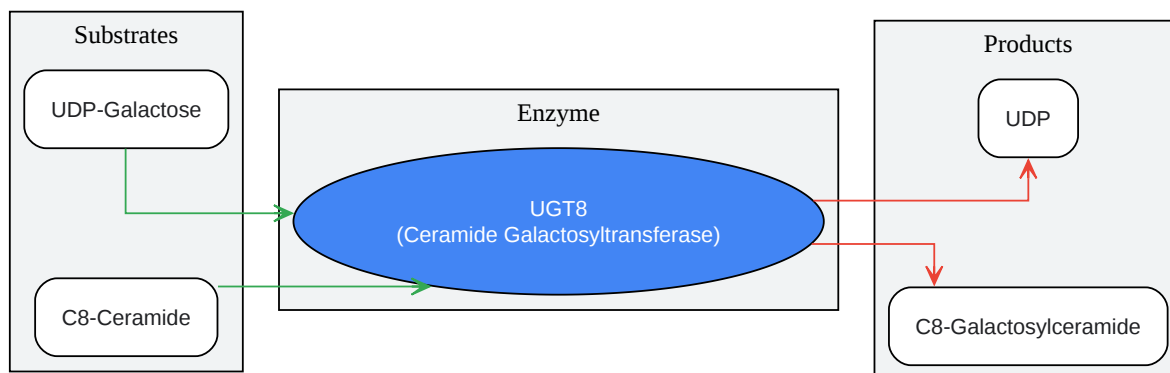 Substrates
UDP-Galactose
C8-Ceramide
Enzyme
UGT8
(Ceramide Galactosyltransferase)
Products
UDP
C8-Galactosylceramide